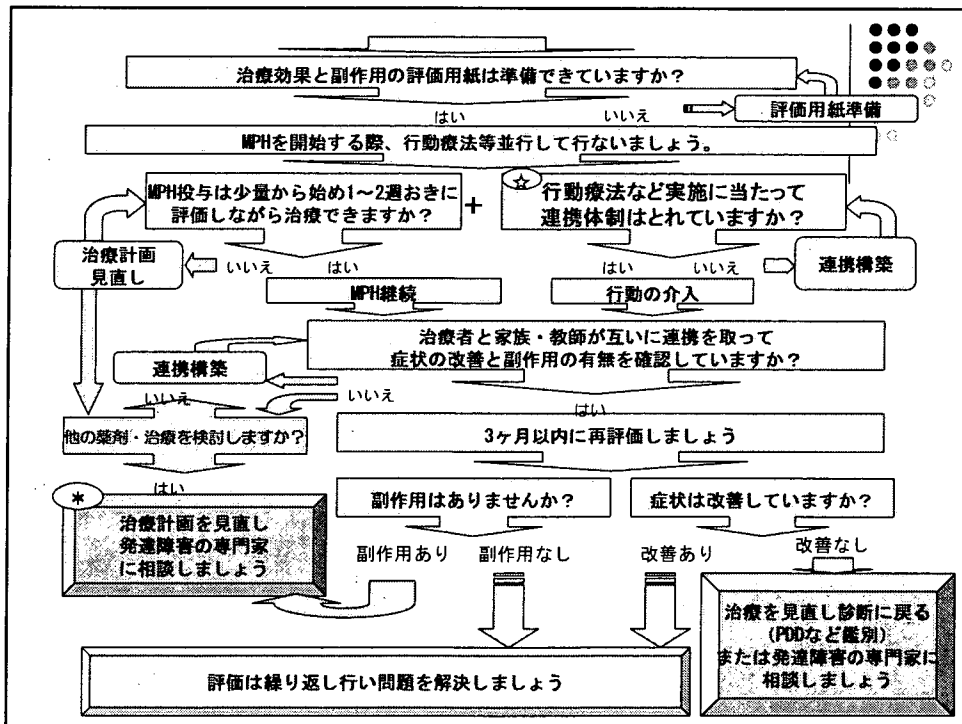 治療効果と副作用の評価用紙は準備できていますか？
評価用紙準備
はい
いいえ
MPHを開始する際、行動療法等並行して行ないましょう。
MPH投与は少量から始め1〜2週おきに
評価しながら治療できますか？
+
☆
行動療法など実施に当たって
連携体制はとれていますか？
治療計画
見直し
いいえ
はい
はい
いいえ
連携構築
MPH継続
行動の介入
治療者と家族・教師が互いに連携を取って
症状の改善と副作用の有無を確認していますか？
連携構築
いいえ
いいえ
はい
他の薬剤・治療を検討しますか？
3ヶ月以内に再評価しましょう
はい
副作用はありませんか？
症状は改善していますか？
*
治療計画を見直し
発達障害の専門家
に相談しましょう
副作用あり
副作用なし
改善あり
改善なし
治療を見直し診断に戻る
(PDDなど鑑別)
または発達障害の専門家に
相談しましょう
評価は繰り返し行い問題を解決しましょう